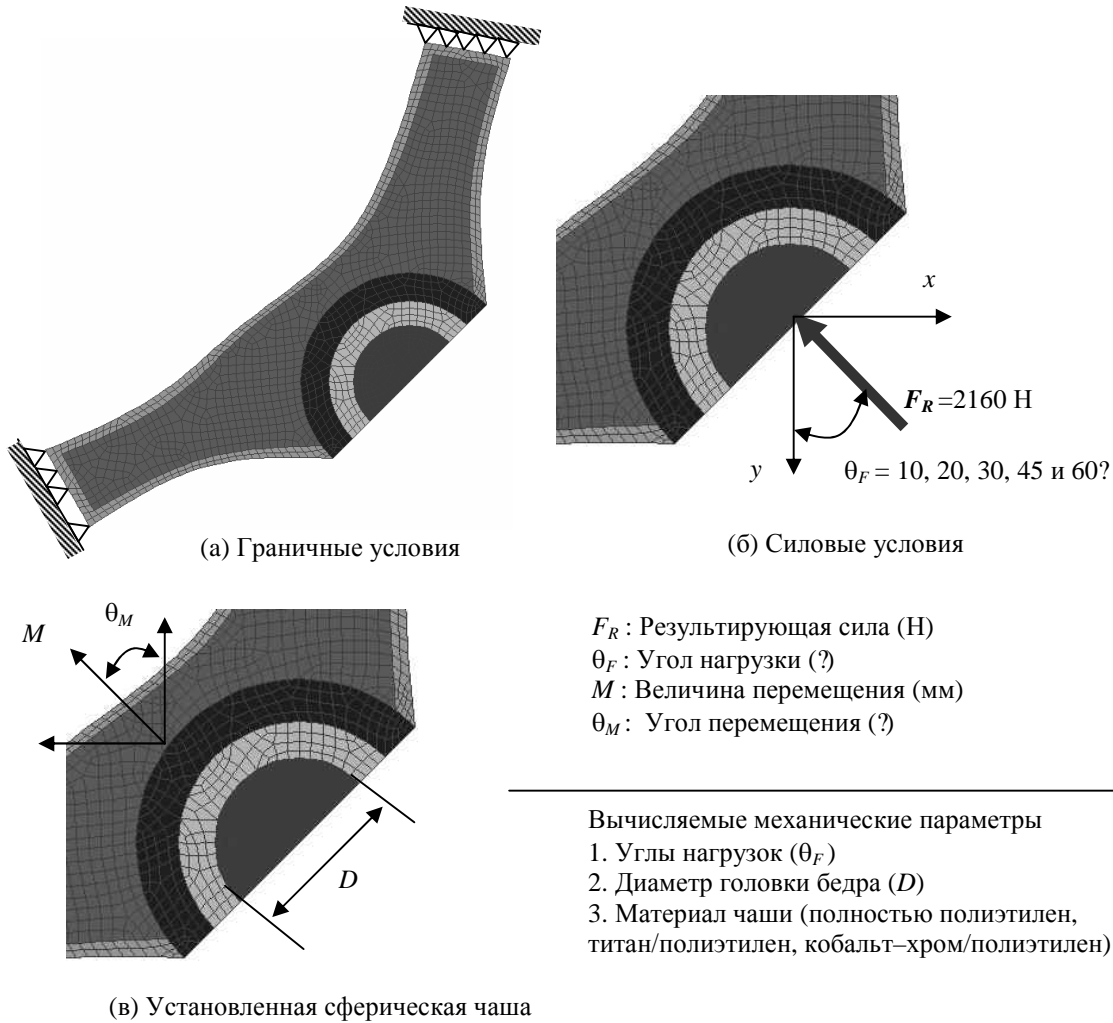 (а) Граничные условия
x
F_R =2160 Н
y
θ_F = 10, 20, 30, 45 и 60?
(б) Силовые условия
θ_M
M
D
(в) Установленная сферическая чаша
F_R : Результирующая сила (Н)
θ_F : Угол нагрузки (?)
M : Величина перемещения (мм)
θ_M : Угол перемещения (?)
Вычисляемые механические параметры
1. Углы нагрузок (θ_F)
2. Диаметр головки бедра (D)
3. Материал чаши (полностью полиэтилен,
титан/полиэтилен, кобальт–хром/полиэтилен)